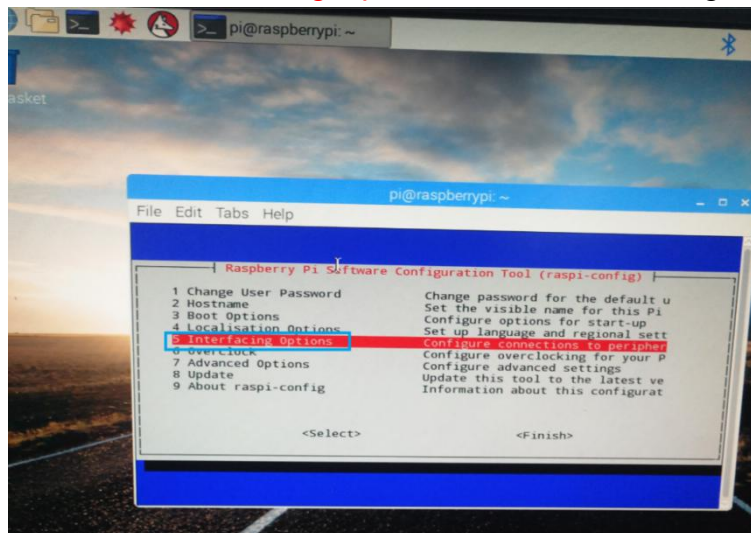 pi@raspberrypi: ~
asket
pi@raspberrypi: ~
File Edit Tabs Help
Raspberry Pi Software Configuration Tool (raspi-config)
1 Change User Password Change password for the default u
2 Hostname Set the visible name for this Pi
3 Boot Options Configure options for start-up
4 Localisation Options Set up language and regional sett
5 Interfacing Options Configure connections to peripher
6 Overclock Configure overclocking for your P
7 Advanced Options Configure advanced settings
8 Update Update this tool to the latest ve
9 About raspi-config Information about this configurat
<Select> <Finish>